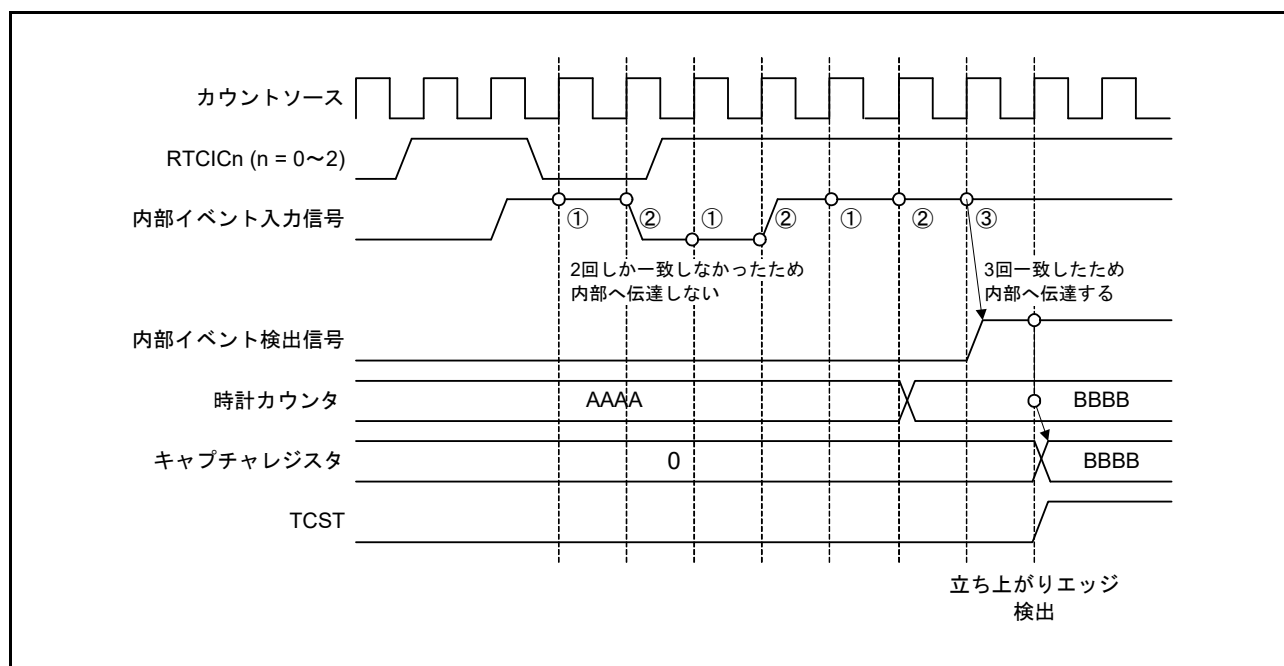 カウントソース
RTCICn (n = 0～2)
内部イベント入力信号
① ② ① ② ① ② ③
2回しか一致しなかったため
内部へ伝達しない
3回一致したため
内部へ伝達する
内部イベント検出信号
時計カウンタ
AAAA
BBBB
キャプチャレジスタ
0
BBBB
TCST
立ち上がりエッジ
検出